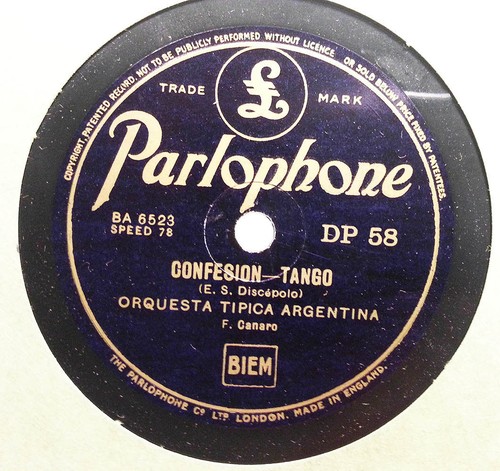 COPYRIGHT, PATENTED RECORD, NOT TO BE PUBLICLY PERFORMED WITHOUT LICENCE. OR SOLD BELOW PRICE FIXED BY PATENTEES.
£
TRADE MARK
Parlophone
BA 6523
SPEED 78
DP 58
CONFESION—TANGO
(E. S. Discépolo)
ORQUESTA TIPICA ARGENTINA
F. Canaro
BIEM
THE PARLOPHONE CO LTD. LONDON. MADE IN ENGLAND.